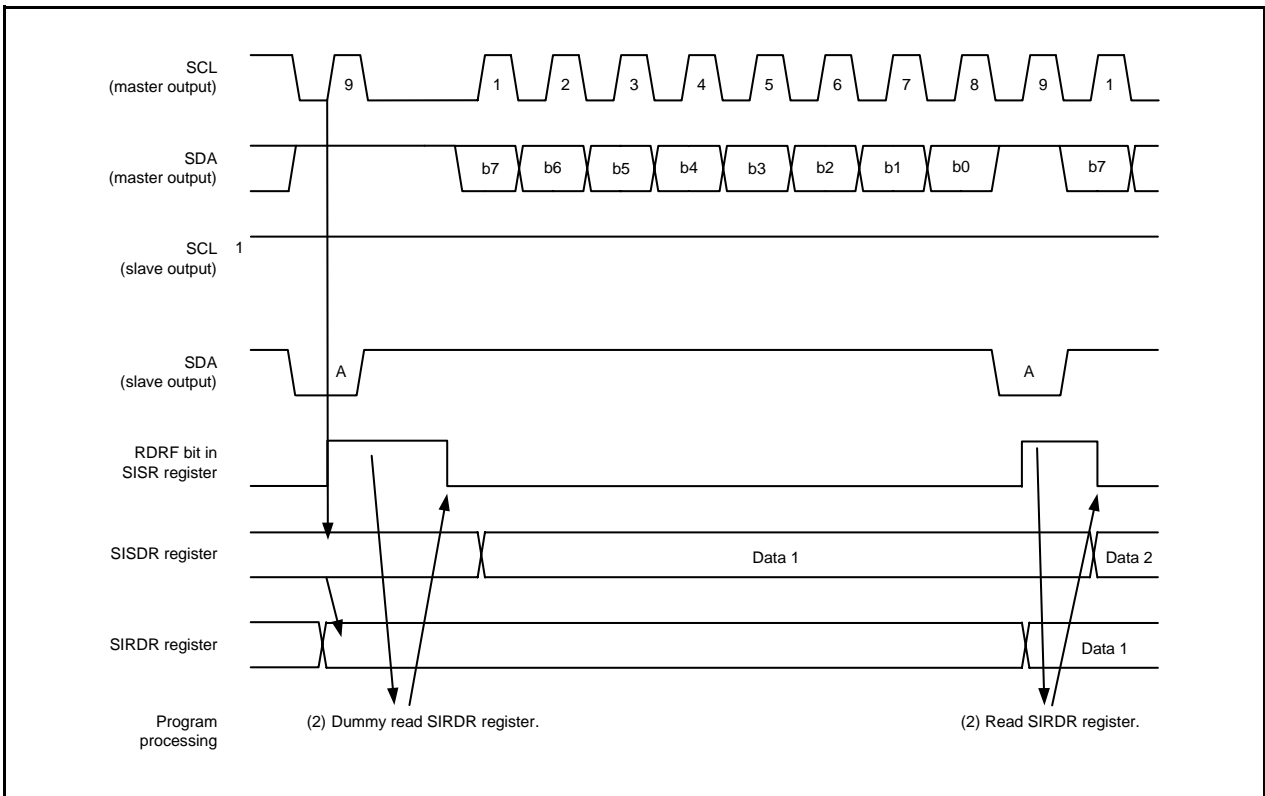 SCL
(master output)
9 1 2 3 4 5 6 7 8 9 1
SDA
(master output)
b7 b6 b5 b4 b3 b2 b1 b0 b7
SCL
(slave output)
1
SDA
(slave output)
A A
RDRF bit in
SISR register
SISDR register
Data 1 Data 2
SIRDR register
Data 1
Program
processing
(2) Dummy read SIRDR register. (2) Read SIRDR register.